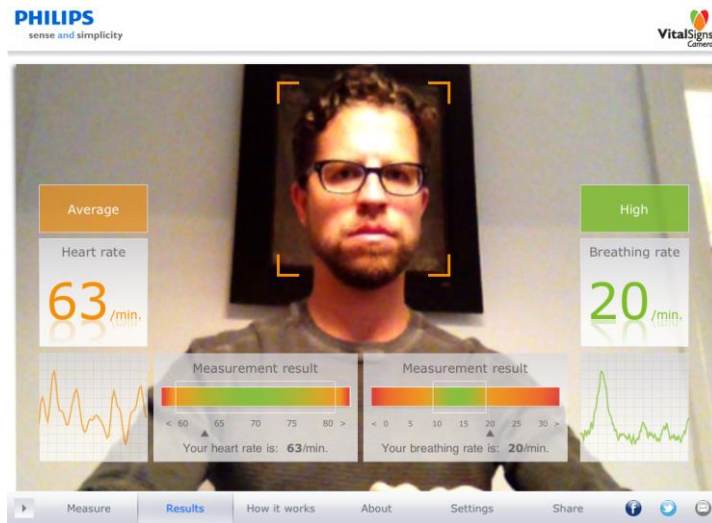 PHILIPS
sense and simplicity
VitalSigns
Camera
Average
High
Heart rate
63/min.
Breathing rate
20/min.
Measurement result
< 60 65 70 75 80 >
Your heart rate is: 63/min.
Measurement result
< 0 5 10 15 20 25 30 >
Your breathing rate is: 20/min.
Measure Results How it works About Settings Share